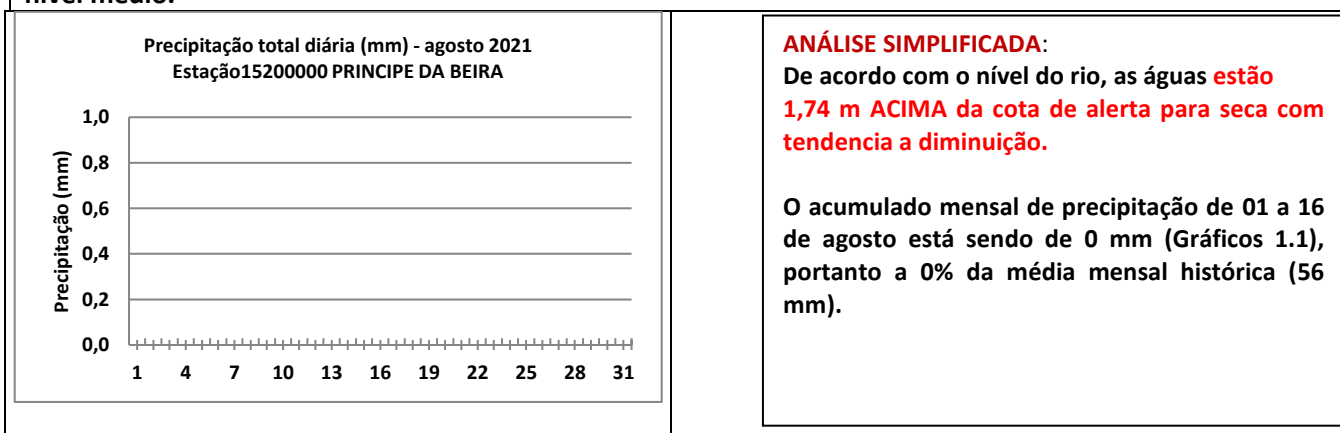 nível médio.
Precipitação total diária (mm) - agosto 2021
Estação15200000 PRINCIPE DA BEIRA
Precipitação (mm)
1,0
0,8
0,6
0,4
0,2
0,0
1 4 7 10 13 16 19 22 25 28 31
ANÁLISE SIMPLIFICADA:
De acordo com o nível do rio, as águas estão
1,74 m ACIMA da cota de alerta para seca com
tendencia a diminuição.
O acumulado mensal de precipitação de 01 a 16
de agosto está sendo de 0 mm (Gráficos 1.1),
portanto a 0% da média mensal histórica (56
mm).